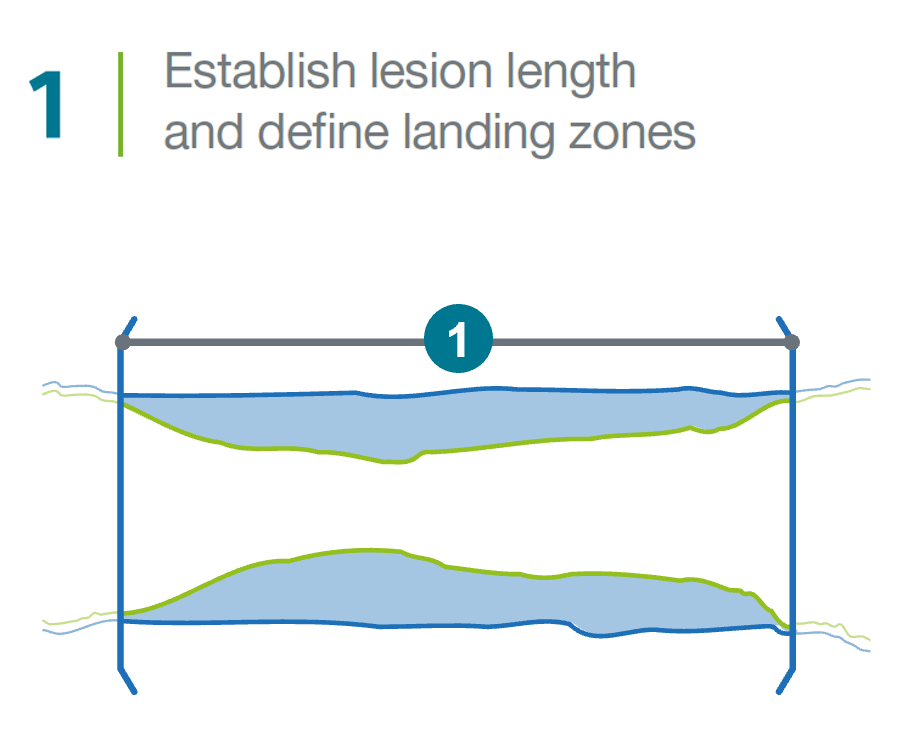 1
Establish lesion length
and define landing zones
1